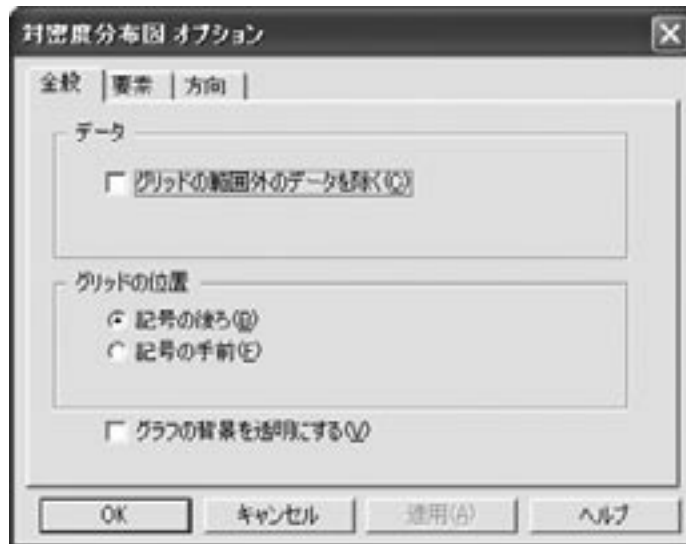 対密度分布図 オプション
全般 要素 方向
データ
グリッドの範囲外のデータを除く(C)
グリッドの位置
記号の後ろ(B)
記号の手前(F)
グラフの背景を透明にする(V)
OK キャンセル 適用(A) ヘルプ